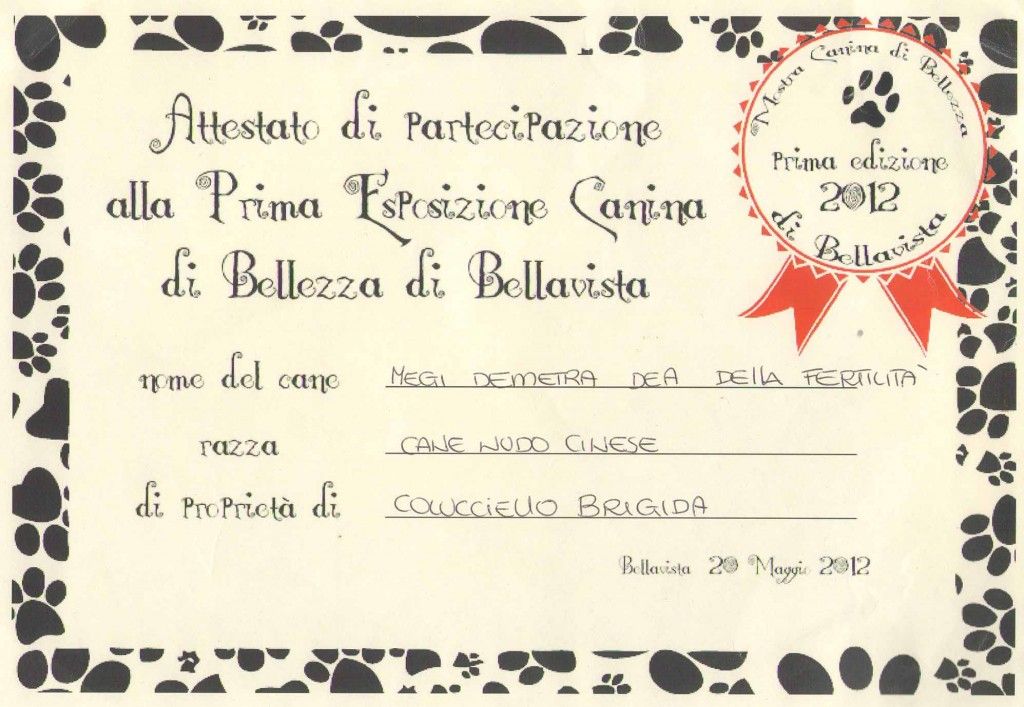 Attestato di partecipazione
alla Prima Esposizione Canina
di Bellezza di Bellavista
Mostra Canina di Bellezza
Prima edizione
2012
di Bellavista
nome del cane MEGI DEMETRA DEA DELLA FERTILITA'
razza CANE NUDO CINESE
di proprietà di COLUCCIELLO BRIGIDA
Bellavista 20 Maggio 2012